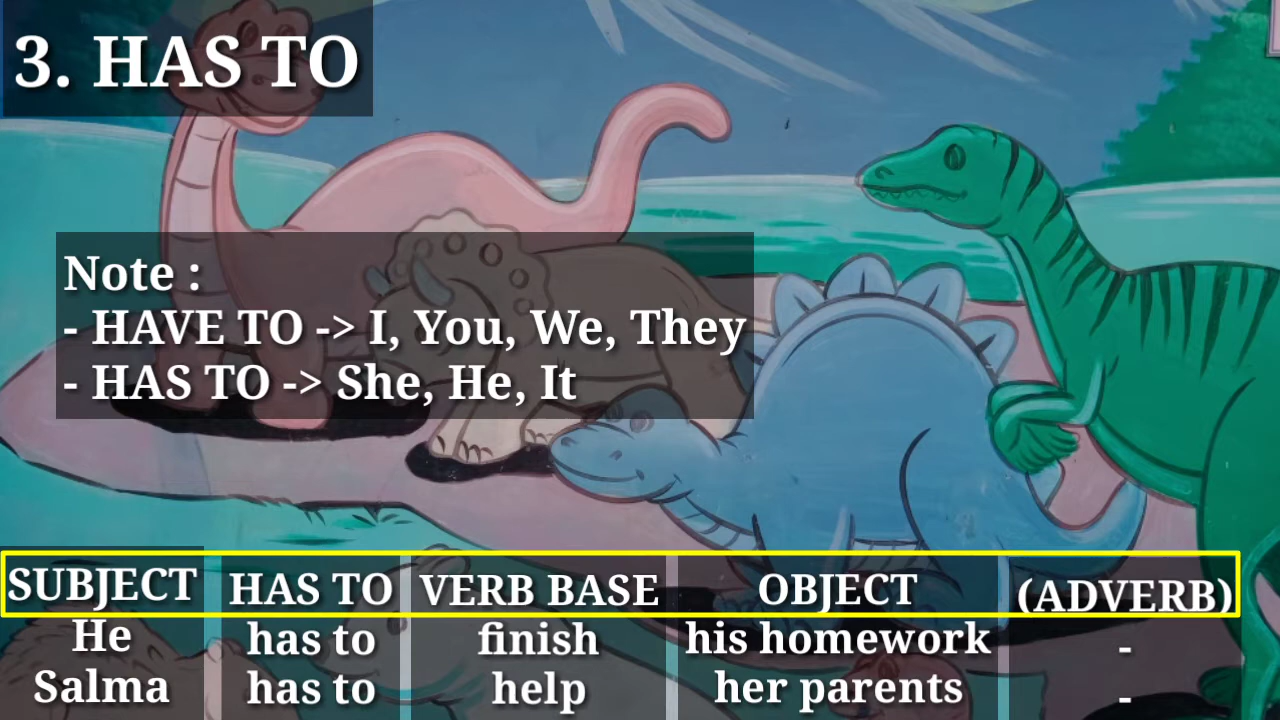 3. HAS TO
Note :
- HAVE TO -> I, You, We, They
- HAS TO -> She, He, It
SUBJECT HAS TO VERB BASE OBJECT (ADVERB)
He has to finish his homework -
Salma has to help her parents -